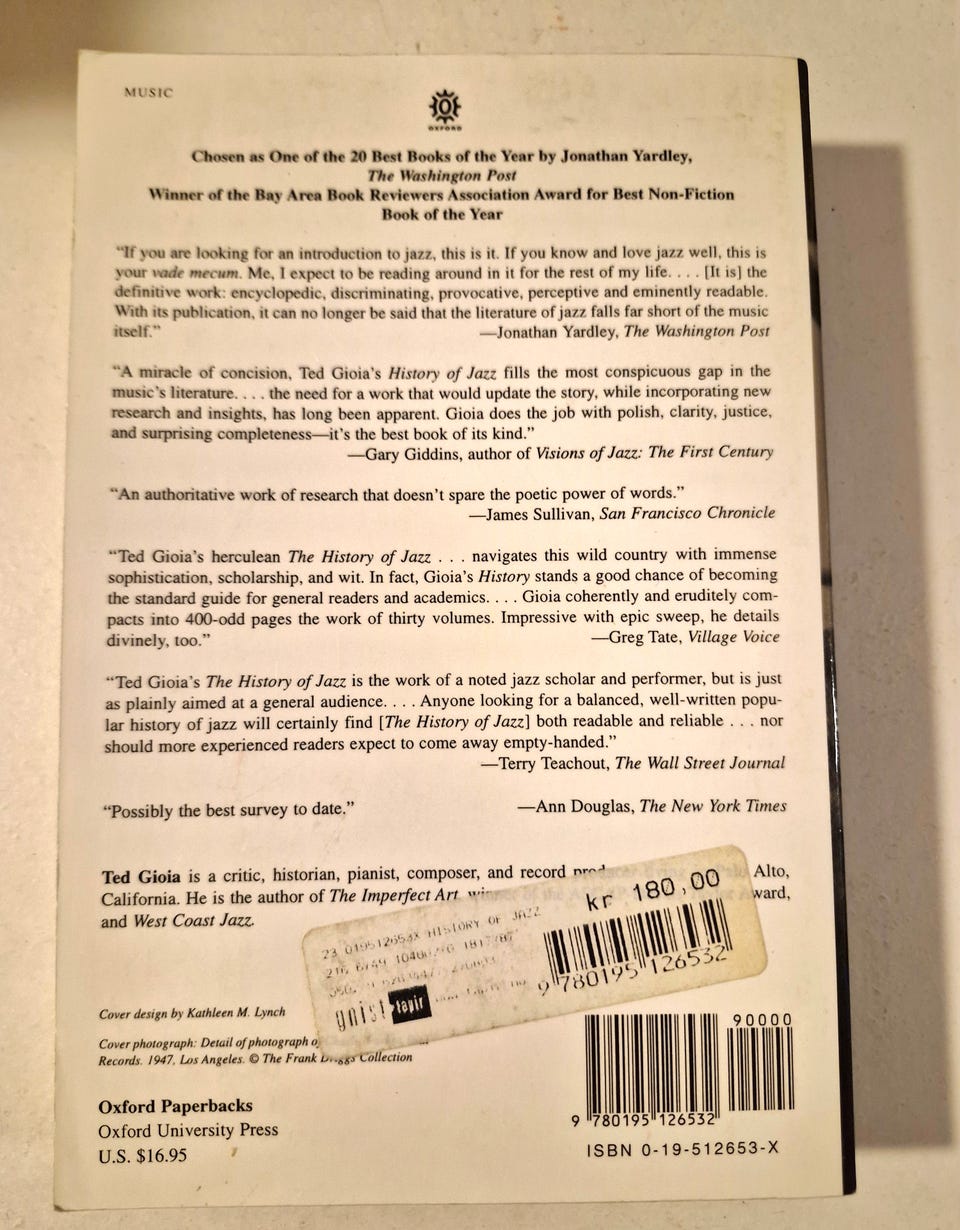 MUSIC
OXFORD
Chosen as One of the 20 Best Books of the Year by Jonathan Yardley,
The Washington Post
Winner of the Bay Area Book Reviewers Association Award for Best Non-Fiction
Book of the Year
“If you are looking for an introduction to jazz, this is it. If you know and love jazz well, this is
your vade mecum. Me, I expect to be reading around in it for the rest of my life. . . . [It is] the
definitive work: encyclopedic, discriminating, provocative, perceptive and eminently readable.
With its publication, it can no longer be said that the literature of jazz falls far short of the music
itself.” —Jonathan Yardley, The Washington Post
“A miracle of concision, Ted Gioia’s History of Jazz fills the most conspicuous gap in the
music’s literature. . . . the need for a work that would update the story, while incorporating new
research and insights, has long been apparent. Gioia does the job with polish, clarity, justice,
and surprising completeness—it’s the best book of its kind.”
—Gary Giddins, author of Visions of Jazz: The First Century
“An authoritative work of research that doesn’t spare the poetic power of words.”
—James Sullivan, San Francisco Chronicle
“Ted Gioia’s herculean The History of Jazz . . . navigates this wild country with immense
sophistication, scholarship, and wit. In fact, Gioia’s History stands a good chance of becoming
the standard guide for general readers and academics. . . . Gioia coherently and eruditely com-
pacts into 400-odd pages the work of thirty volumes. Impressive with epic sweep, he details
divinely, too.” —Greg Tate, Village Voice
“Ted Gioia’s The History of Jazz is the work of a noted jazz scholar and performer, but is just
as plainly aimed at a general audience. . . . Anyone looking for a balanced, well-written popu-
lar history of jazz will certainly find [The History of Jazz] both readable and reliable . . . nor
should more experienced readers expect to come away empty-handed.”
—Terry Teachout, The Wall Street Journal
“Possibly the best survey to date.” —Ann Douglas, The New York Times
Ted Gioia is a critic, historian, pianist, composer, and record Alto,
California. He is the author of The Imperfect Art
and West Coast Jazz.
kr 180,00
23 019512653X HISTORY OF JAZZ
9 780195 126532
gnist tapir
Cover design by Kathleen M. Lynch
Cover photograph: Detail of photograph
Records. 1947, Los Angeles. © The Frank Collection
90000
9 780195 126532
ISBN 0-19-512653-X
Oxford Paperbacks
Oxford University Press
U.S. $16.95